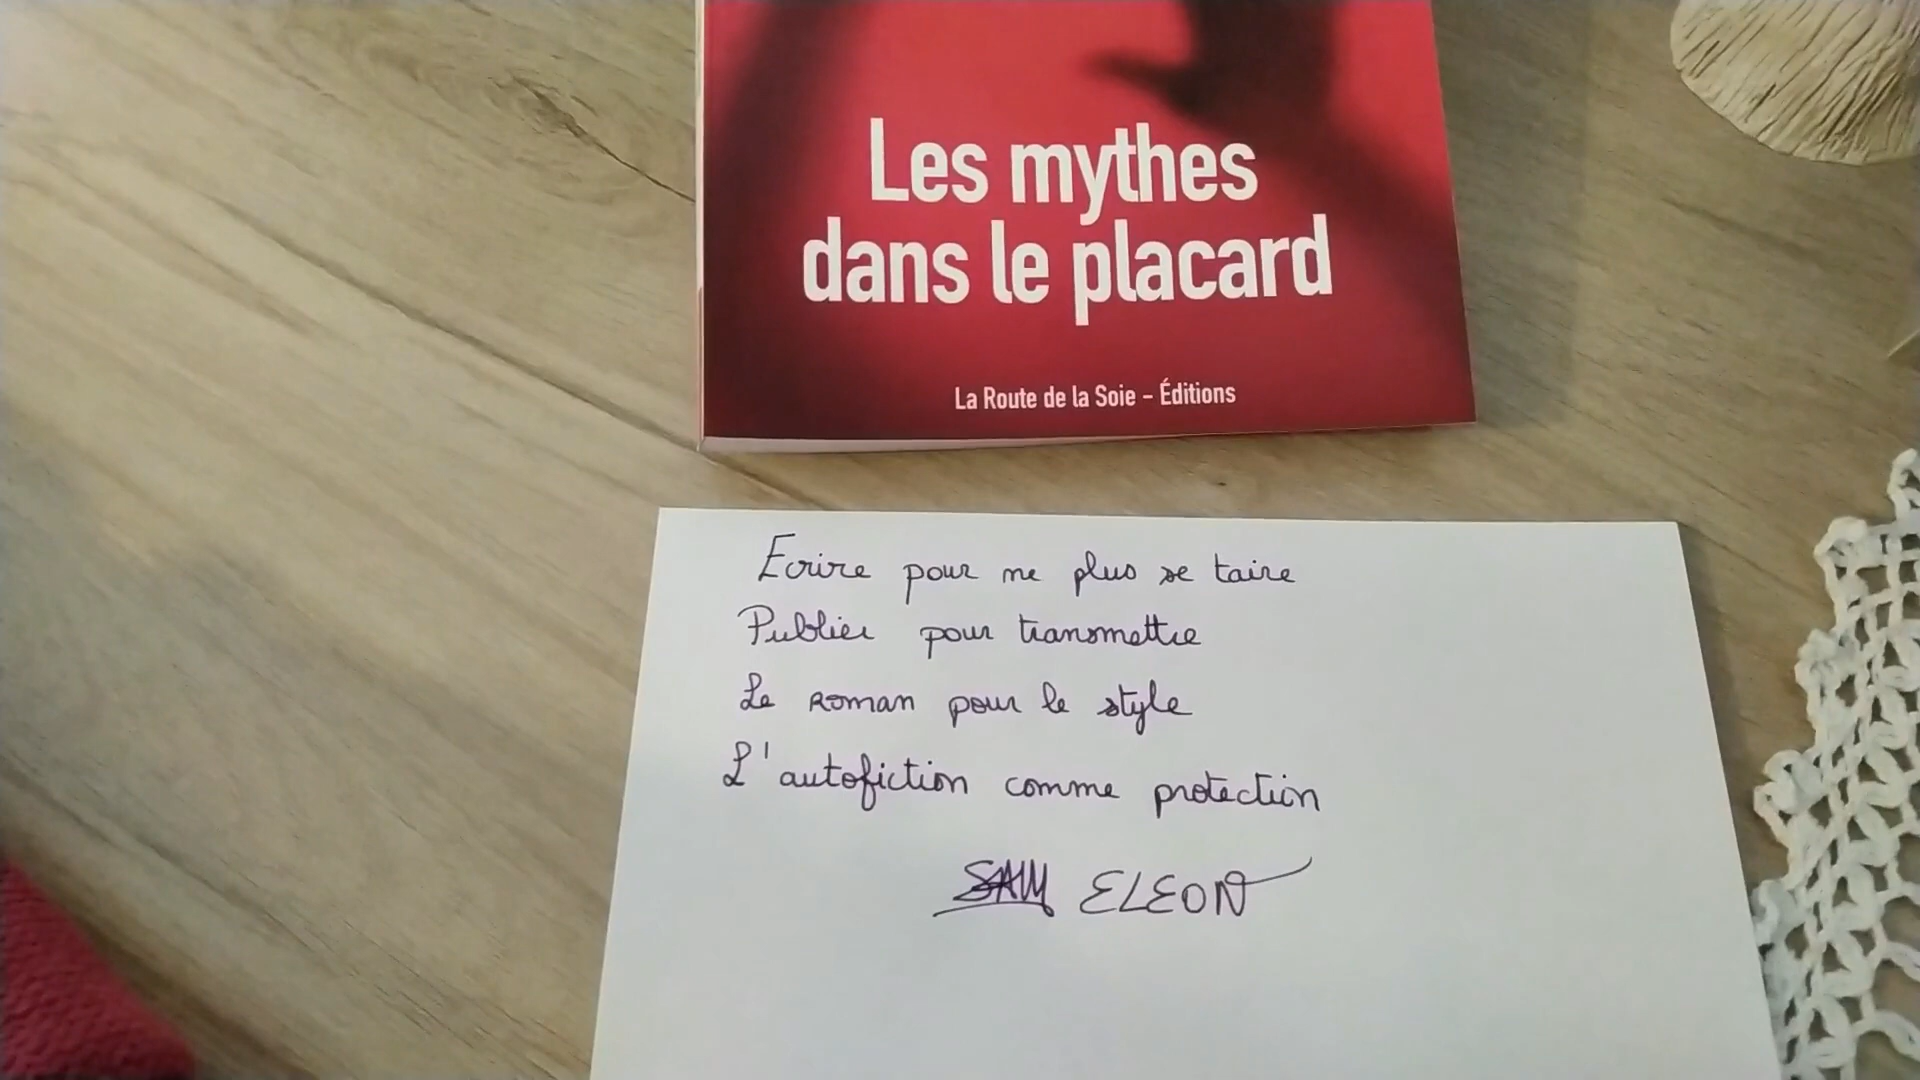 Les mythes
dans le placard
La Route de la Soie – Éditions
Ecrire pour ne plus se taire
Publier pour transmettre
Le roman pour le style
L'autofiction comme protection
SAM ELEON